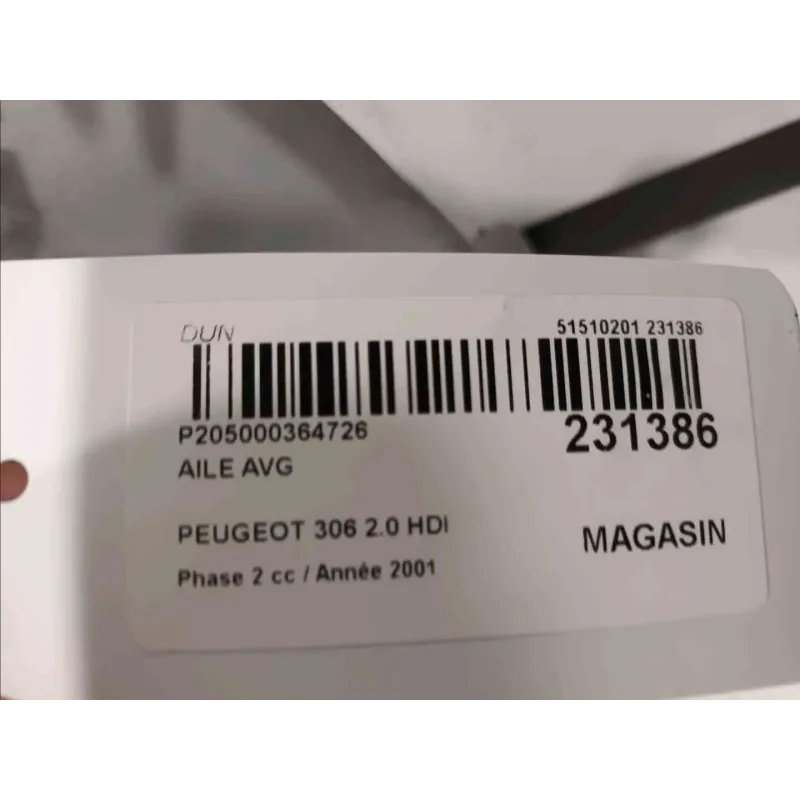 DUN
51510201 231386
P205000364726
231386
AILE AVG
PEUGEOT 306 2.0 HDI
MAGASIN
Phase 2 cc / Année 2001